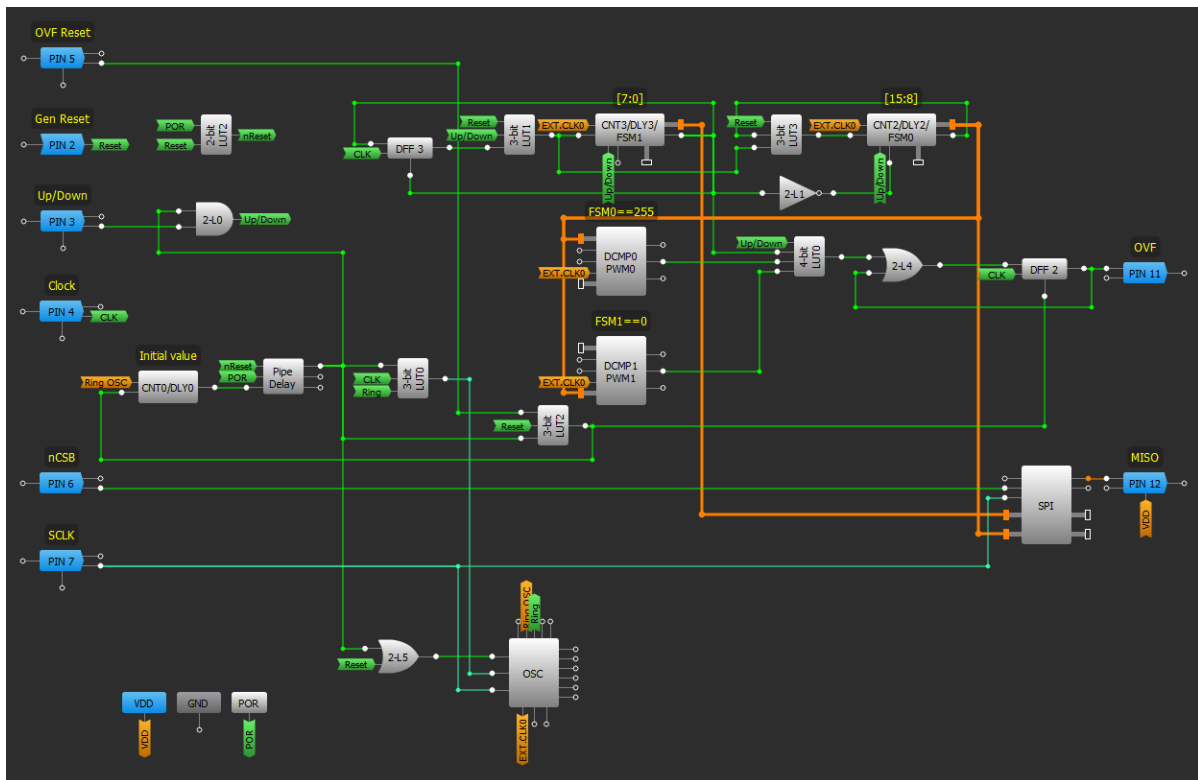 OVF Reset
PIN 5
[7:0]
[15:8]
Gen Reset
PIN 2
Reset
POR
Reset
2-bit
LUT2
nReset
CLK
DFF 3
Reset
Up/Down
3-bit
LUT1
EXT.CLK0
CNT3/DLY3/
FSM1
Up/Down
Reset
3-bit
LUT3
EXT.CLK0
CNT2/DLY2/
FSM0
Up/Down
2-L1
Up/Down
PIN 3
2-L0
Up/Down
FSM0==255
DCMP0
PWM0
EXT.CLK0
Up/Down
4-bit
LUT0
2-L4
CLK
DFF 2
OVF
PIN 11
Clock
PIN 4
CLK
FSM1==0
DCMP1
PWM1
EXT.CLK0
Initial value
Ring OSC
CNT0/DLY0
nReset
POR
Pipe
Delay
CLK
Ring
3-bit
LUT0
Reset
3-bit
LUT2
nCSB
PIN 6
MISO
PIN 12
VDD
SPI
SCLK
PIN 7
Ring OSC
Ring
Reset
2-L5
OSC
EXT.CLK0
VDD
GND
POR
VDD
POR